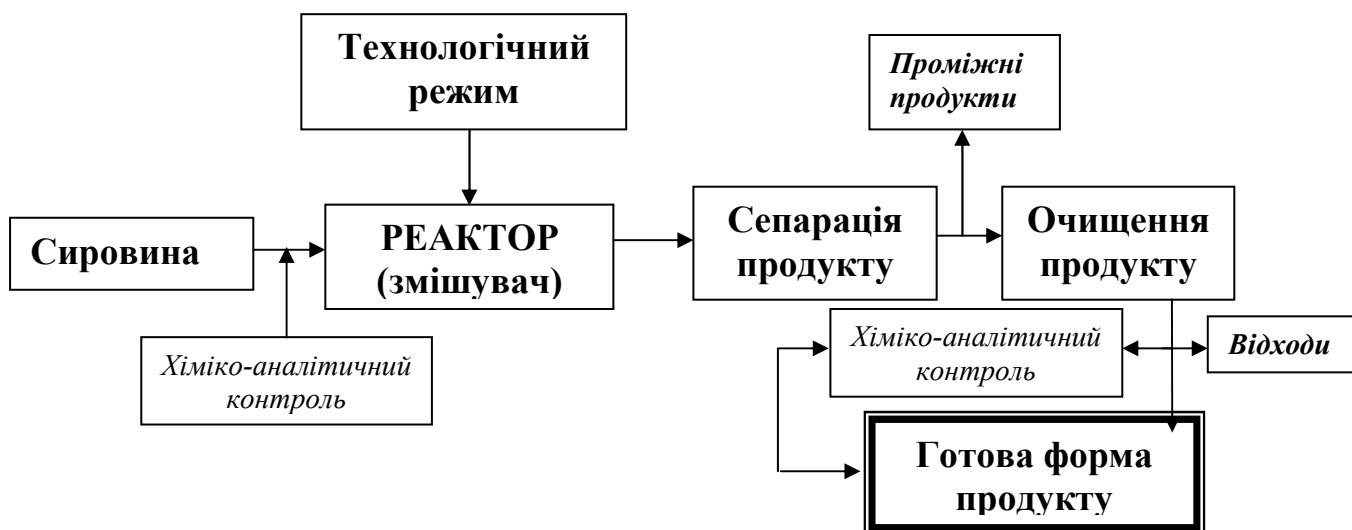 Технологічний
режим
Проміжні
продукти
Сировина
РЕАКТОР
(змішувач)
Сепарація
продукту
Очищення
продукту
Хіміко-аналітичний
контроль
Хіміко-аналітичний
контроль
Відходи
Готова форма
продукту